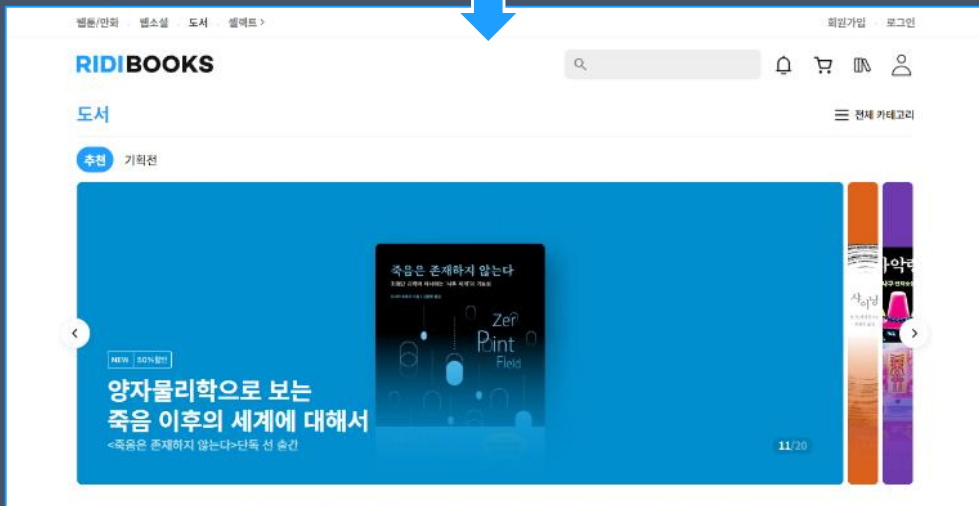 웹툰/만화 웹소설 도서 셀렉트 >
회원가입 로그인
RIDIBOOKS
도서
전체 카테고리
추천 기획전
죽음은 존재하지 않는다
Zero
Point
Field
NEW 50%할인
양자물리학으로 보는
죽음 이후의 세계에 대해서
<죽음은 존재하지 않는다>단독 선 출간
11/20
샤이닝